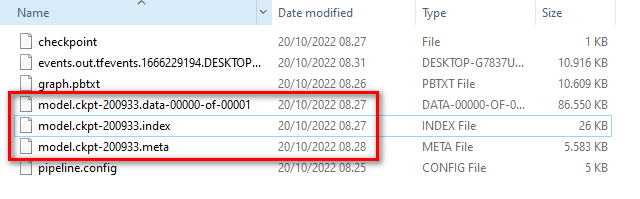 Name Date modified Type Size
checkpoint 20/10/2022 08.27 File 1 KB
events.out.tfevents.1666229194.DESKTOP... 20/10/2022 08.31 DESKTOP-G7837U... 10.916 KB
graph.pbtxt 20/10/2022 08.26 PBTXT File 10.609 KB
model.ckpt-200933.data-00000-of-00001 20/10/2022 08.27 DATA-00000-OF-0... 86.550 KB
model.ckpt-200933.index 20/10/2022 08.27 INDEX File 26 KB
model.ckpt-200933.meta 20/10/2022 08.28 META File 5.583 KB
pipeline.config 20/10/2022 08.25 CONFIG File 5 KB